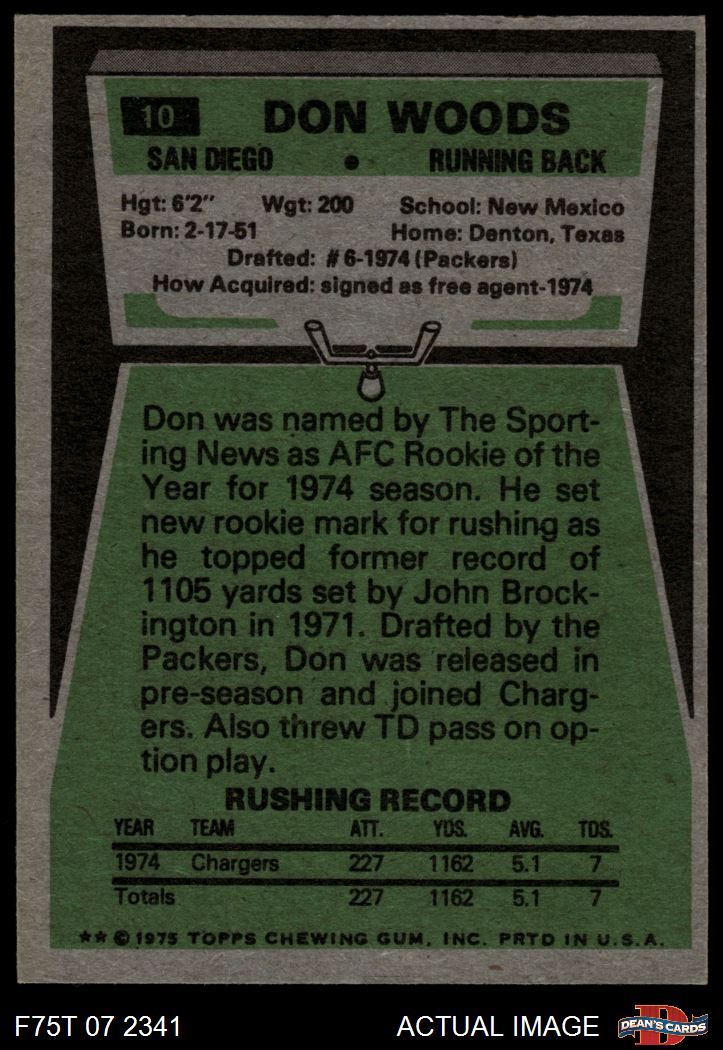 10 DON WOODS
SAN DIEGO • RUNNING BACK
Hgt: 6'2" Wgt: 200 School: New Mexico
Born: 2-17-51 Home: Denton, Texas
Drafted: #6-1974 (Packers)
How Acquired: signed as free agent-1974
Don was named by The Sport-
ing News as AFC Rookie of the
Year for 1974 season. He set
new rookie mark for rushing as
he topped former record of
1105 yards set by John Brock-
ington in 1971. Drafted by the
Packers, Don was released in
pre-season and joined Charg-
ers. Also threw TD pass on op-
tion play.
RUSHING RECORD
YEAR TEAM ATT. YDS. AVG. TDS.
1974 Chargers 227 1162 5.1 7
Totals 227 1162 5.1 7
★★ © 1975 TOPPS CHEWING GUM, INC. PRTD IN U.S.A.
F75T 07 2341 ACTUAL IMAGE D DEAN'S CARDS